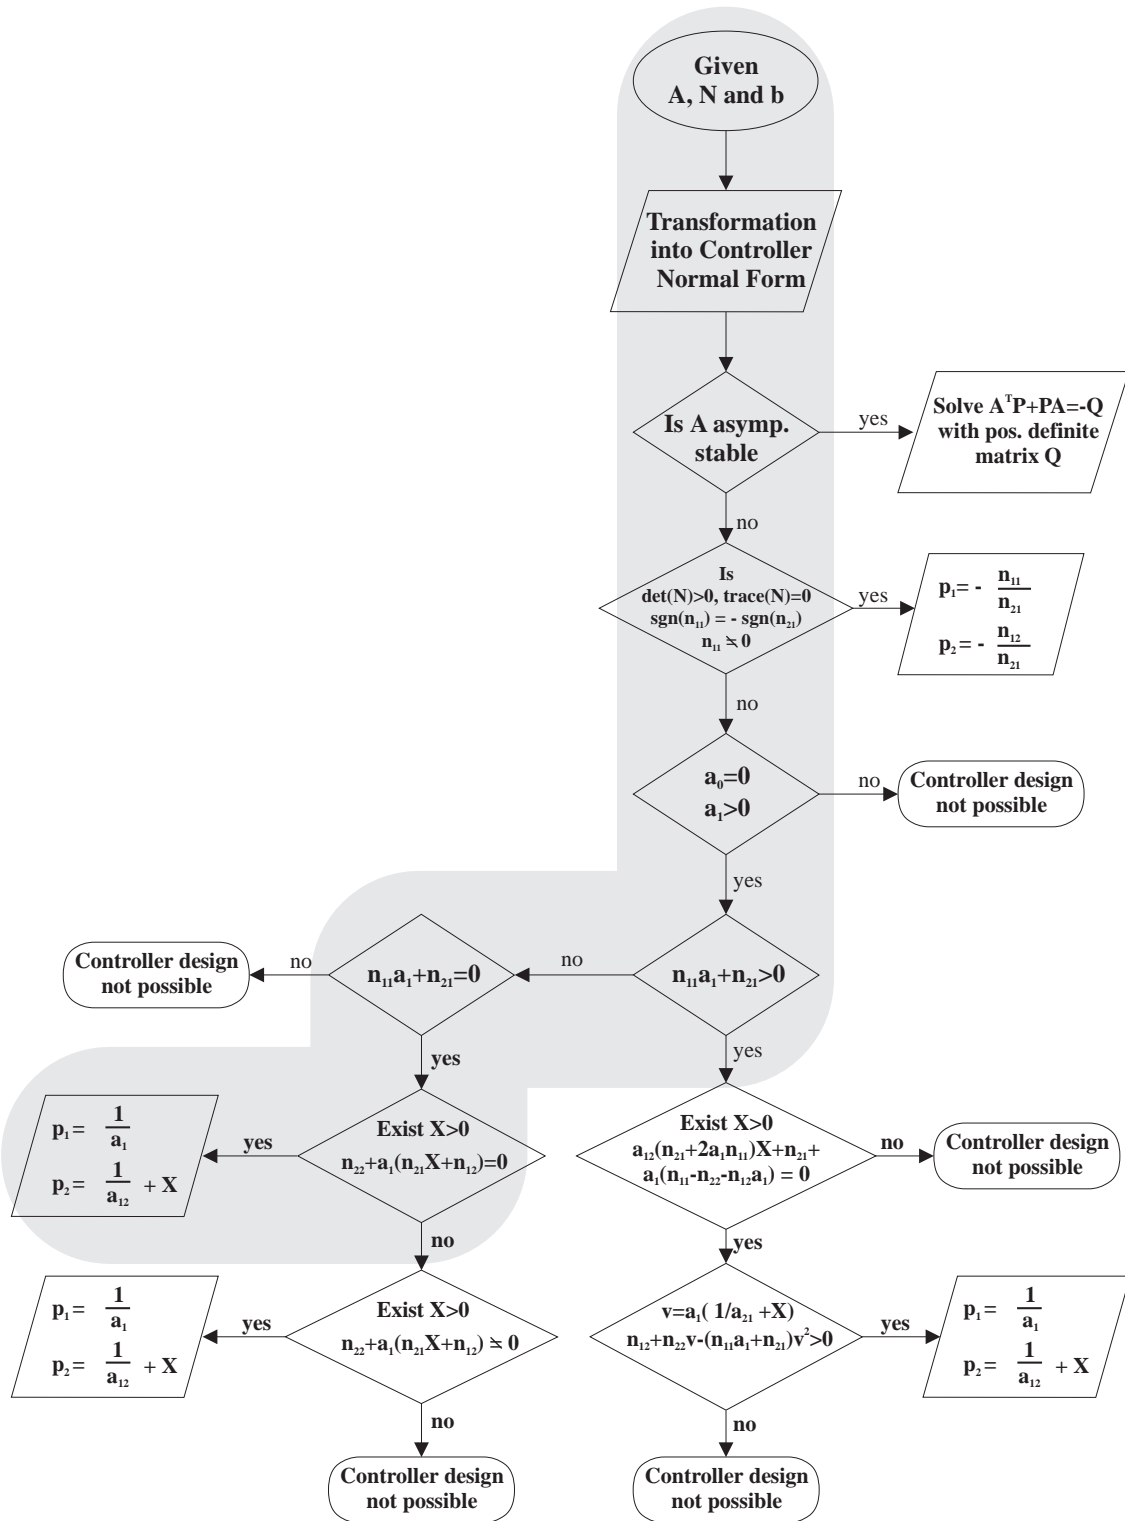 Given
A, N and b
Transformation
into Controller
Normal Form
Is A asymp.
stable
yes
Solve AᵀP+PA=-Q
with pos. definite
matrix Q
no
Is
det(N)>0, trace(N)=0
sgn(n₁₁) = - sgn(n₂₁)
n₁₁ ≠ 0
yes
p₁= - n₁₁/n₂₁
p₂= - n₁₂/n₂₁
no
a₀=0
a₁>0
no
Controller design
not possible
yes
n₁₁a₁+n₂₁>0
no
n₁₁a₁+n₂₁=0
no
Controller design
not possible
yes
yes
Exist X>0
n₂₂+a₁(n₂₁X+n₁₂)=0
yes
p₁= 1/a₁
p₂= 1/a₁₂ + X
Exist X>0
a₁₂(n₂₁+2a₁n₁₁)X+n₂₁+
a₁(n₁₁-n₂₂-n₁₂a₁) = 0
no
Controller design
not possible
no
yes
Exist X>0
n₂₂+a₁(n₂₁X+n₁₂) ≠ 0
yes
p₁= 1/a₁
p₂= 1/a₁₂ + X
v=a₁( 1/a₂₁ +X)
n₁₂+n₂₂v-(n₁₁a₁+n₂₁)v²>0
yes
p₁= 1/a₁
p₂= 1/a₁₂ + X
no
no
Controller design
not possible
Controller design
not possible